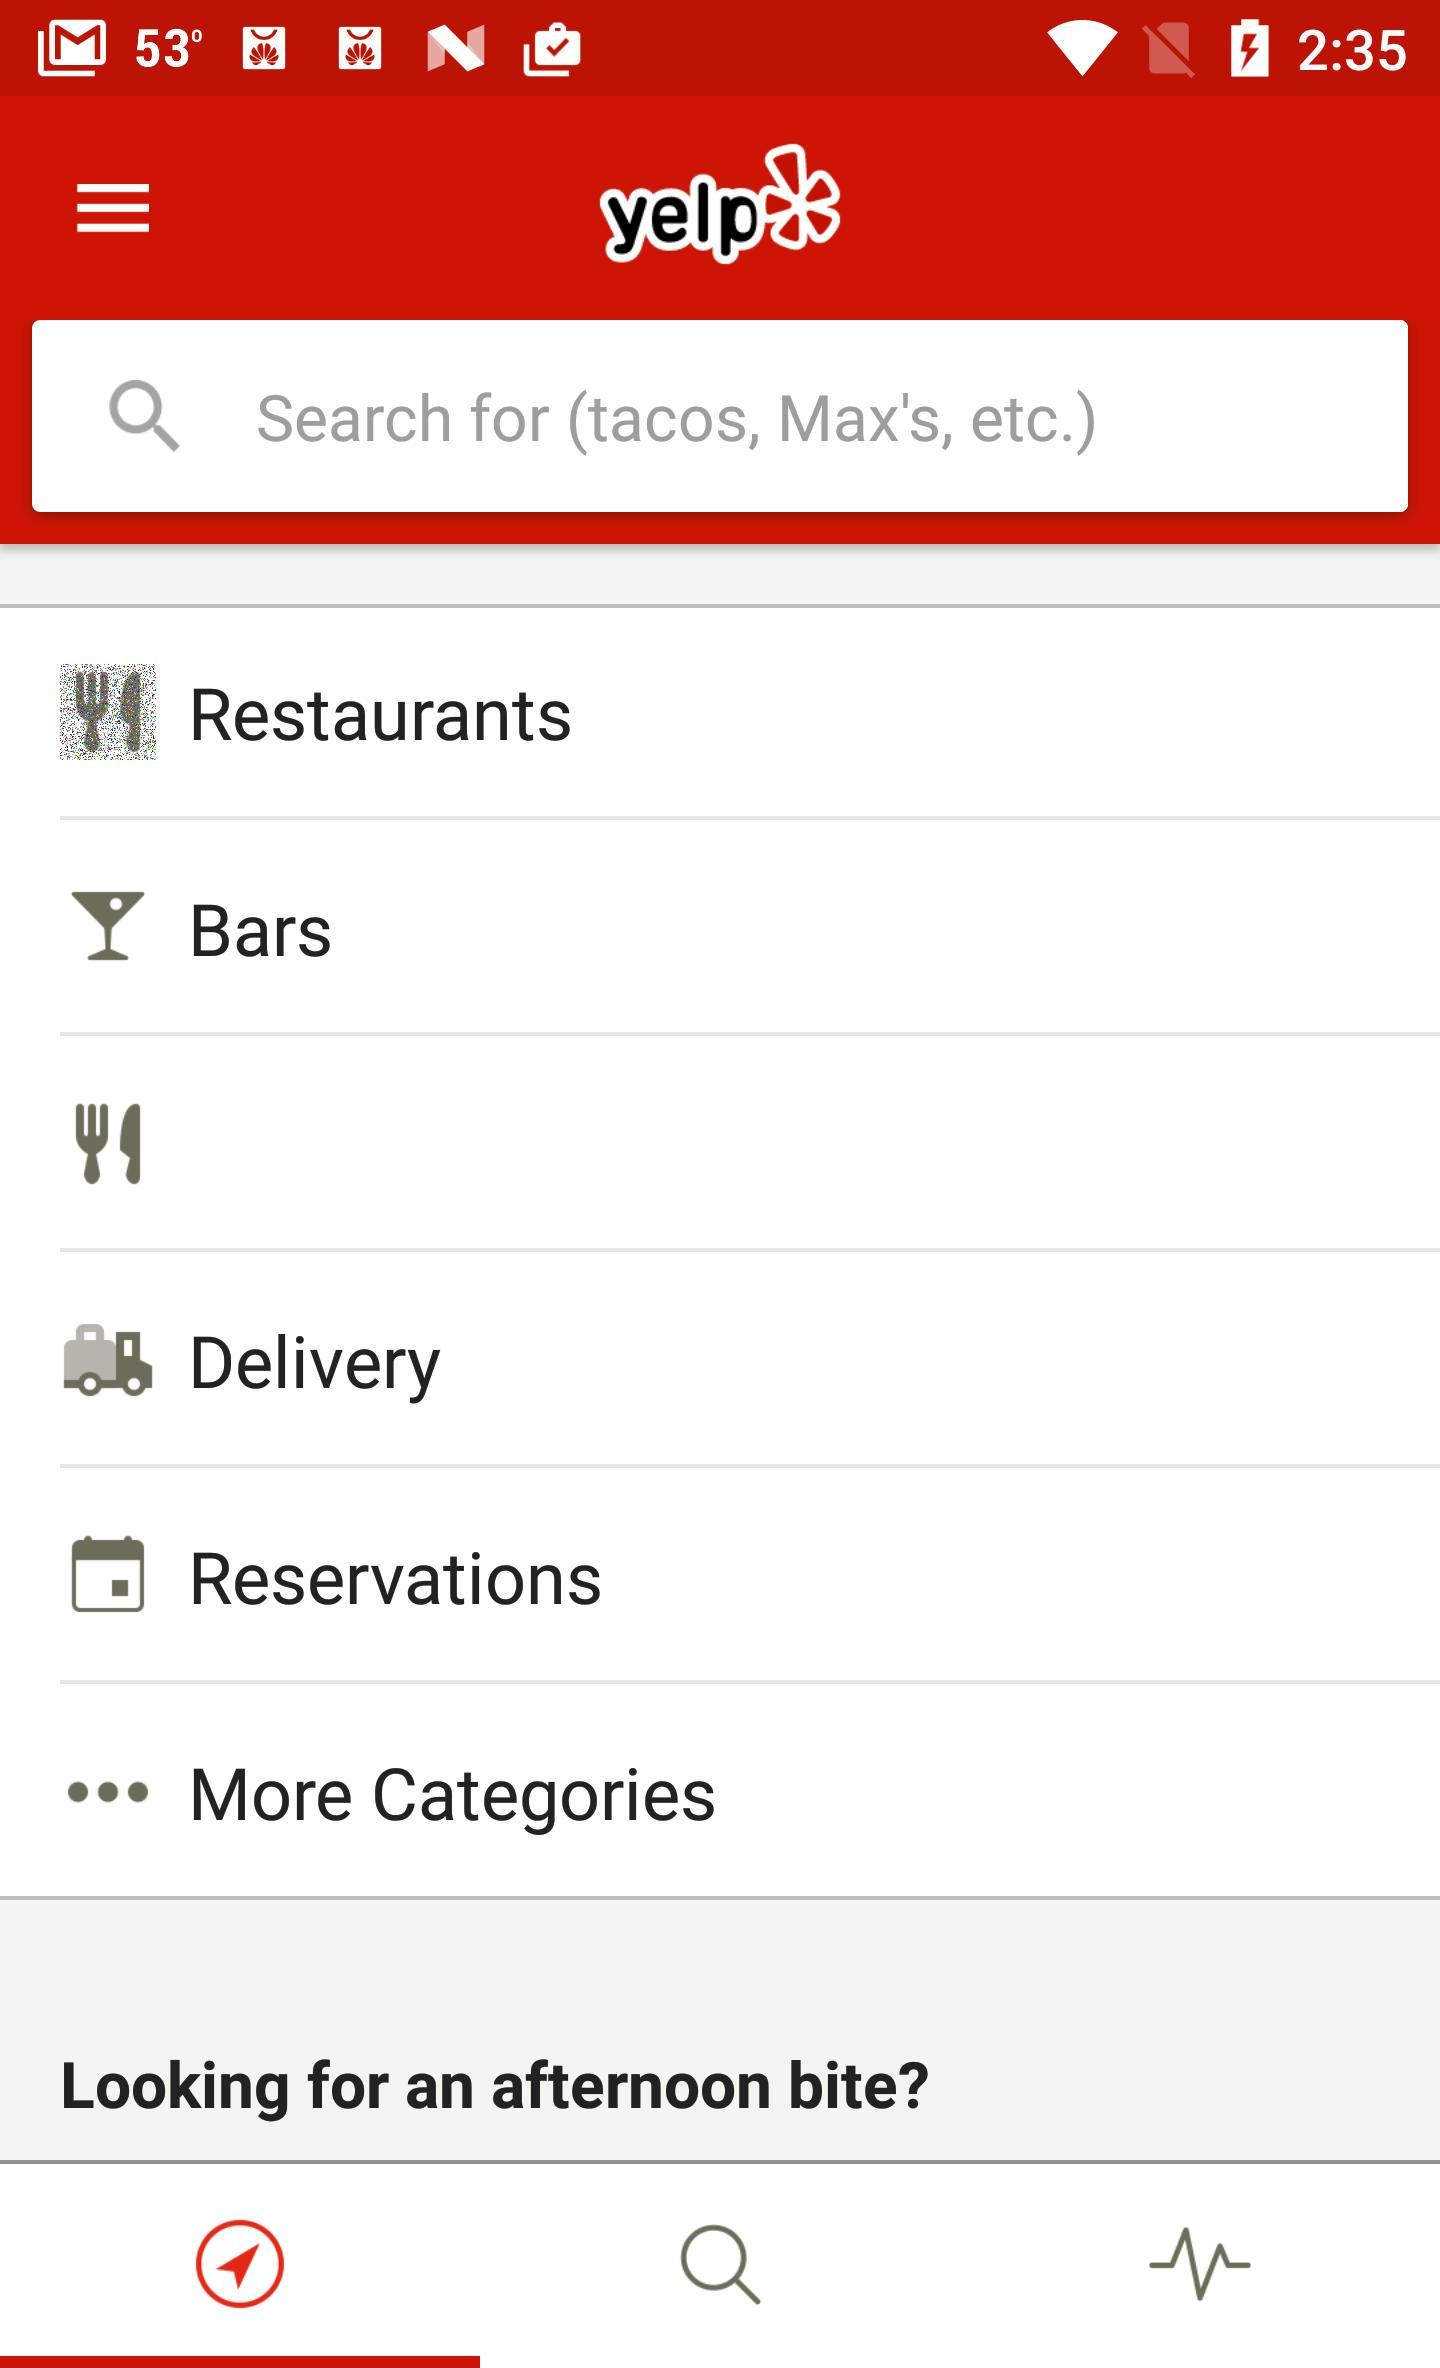 53°
2:35
yelp
Search for (tacos, Max's, etc.)
Restaurants
Bars
Delivery
Reservations
More Categories
Looking for an afternoon bite?